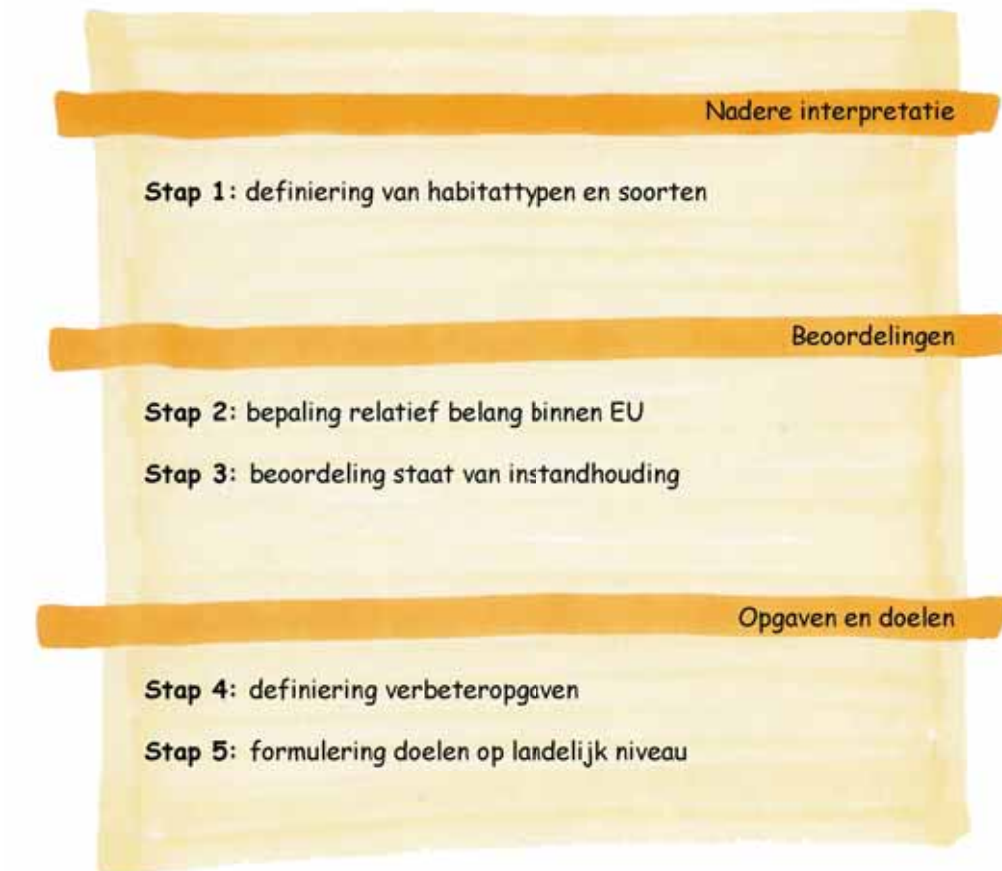 Nadere interpretatie
Stap 1: definiering van habitattypen en soorten
Beoordelingen
Stap 2: bepaling relatief belang binnen EU
Stap 3: beoordeling staat van instandhouding
Opgaven en doelen
Stap 4: definiering verbeteropgaven
Stap 5: formulering doelen op landelijk niveau